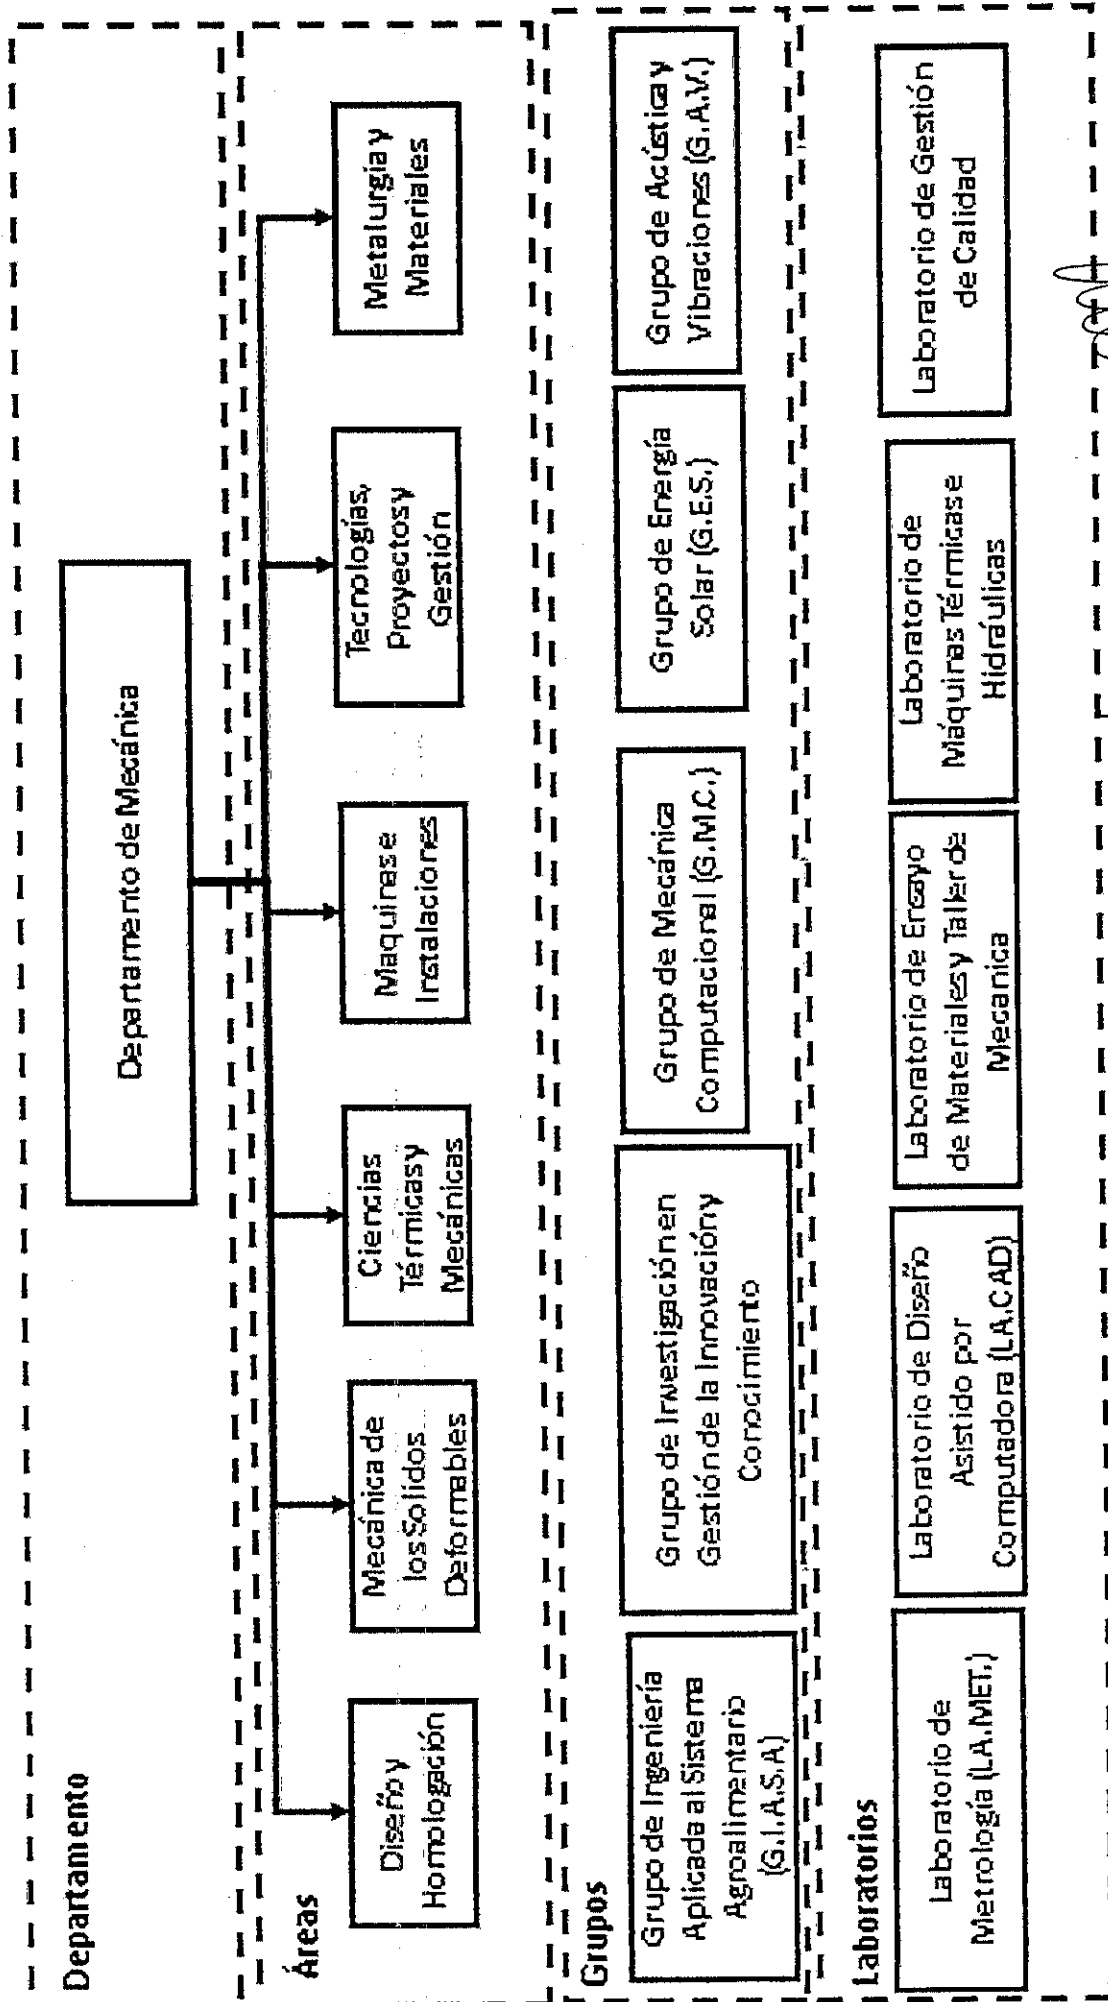 Departamento
Departamento de Mecánica
Áreas
Diseño y
Homologación
Mecánica de
los Solidos
Deformables
Ciencias
Térmicas y
Mecánicas
Maquinas e
Instalaciones
Tecnologías,
Proyectos y
Gestión
Metalurgia y
Materiales
Grupos
Grupo de Ingeniería
Aplicada al Sistema
Agroalimentario
(G.I.A.S.A)
Grupo de Investigación en
Gestión de la Innovación y
Conocimiento
Grupo de Mecánica
Computacional (G.M.C.)
Grupo de Energía
Solar (G.E.S.)
Grupo de Acústica y
Vibraciones (G.A.V.)
Laboratorios
Laboratorio de
Metrología (LA.MET.)
Laboratorio de Diseño
Asistido por
Computadora (LA.CAD)
Laboratorio de Ensayo
de Materiales y Taller de
Mecanica
Laboratorio de
Máquinas Térmicas e
Hidráulicas
Laboratorio de Gestión
de Calidad